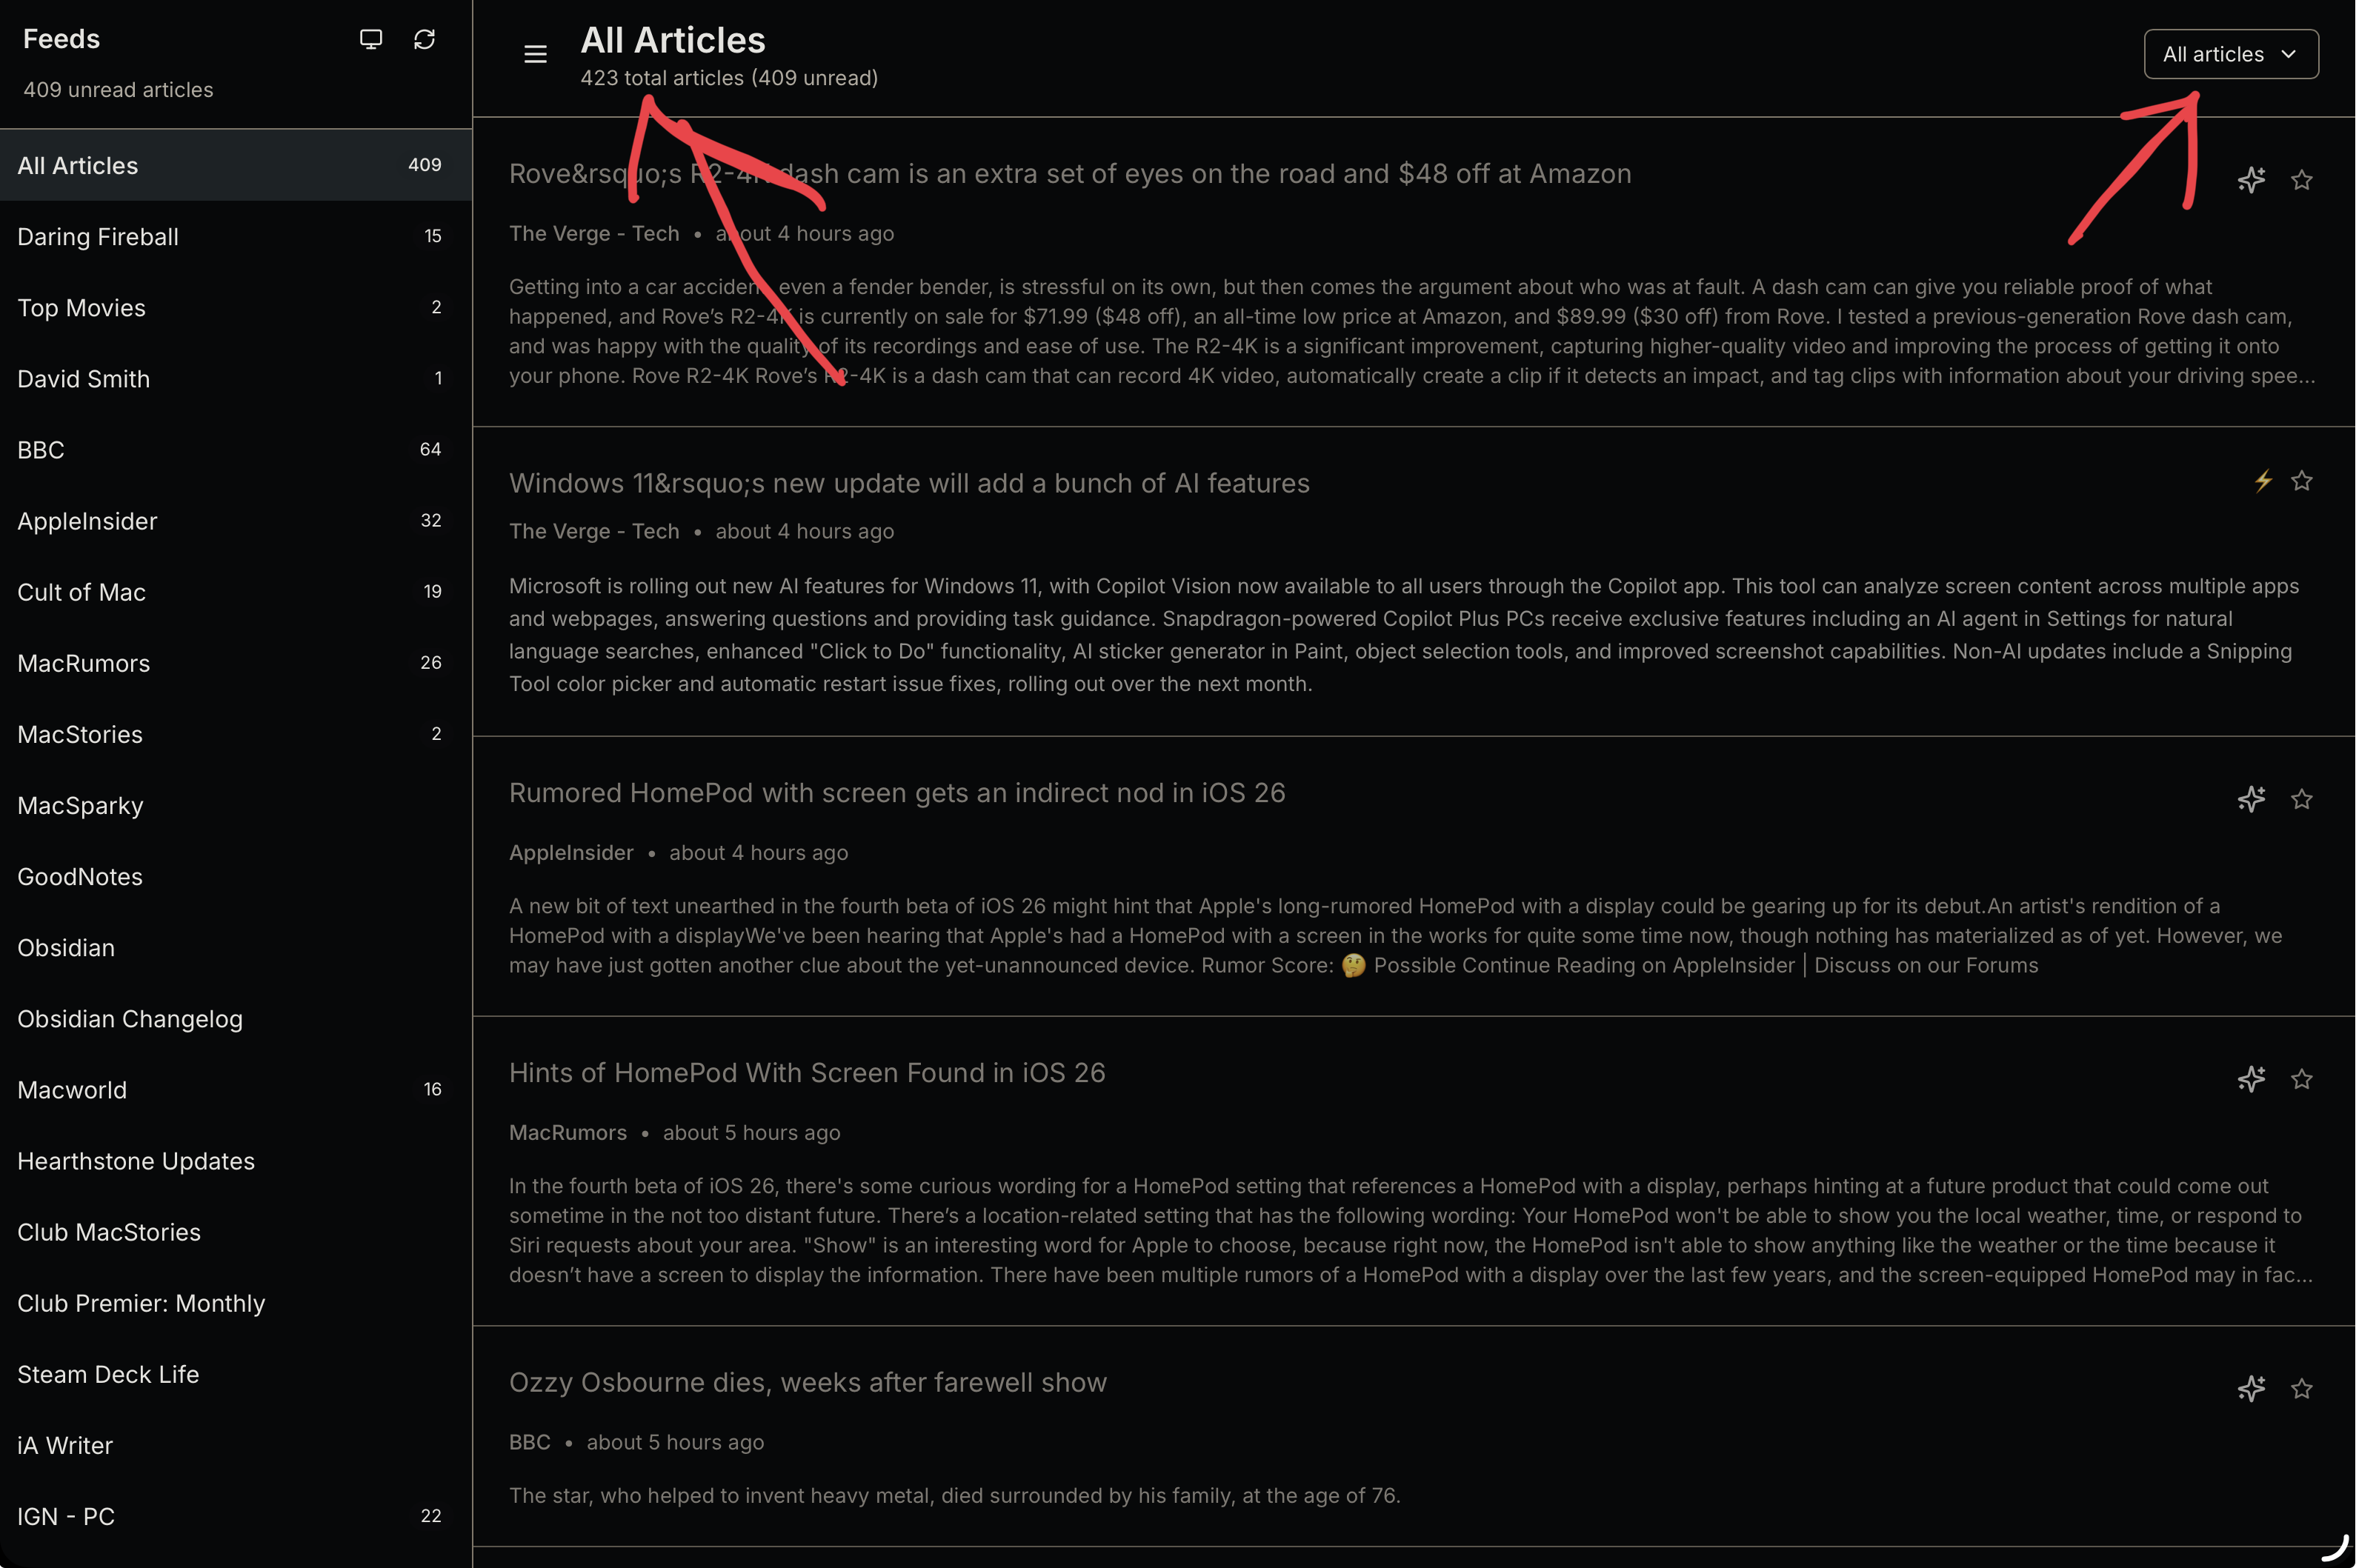 Feeds
409 unread articles
All Articles 409
Daring Fireball 15
Top Movies 2
David Smith 1
BBC 64
AppleInsider 32
Cult of Mac 19
MacRumors 26
MacStories 2
MacSparky
GoodNotes
Obsidian
Obsidian Changelog
Macworld 16
Hearthstone Updates
Club MacStories
Club Premier: Monthly
Steam Deck Life
iA Writer
IGN - PC 22
All Articles
423 total articles (409 unread)
All articles
Rove&rsquo;s R2-4K dash cam is an extra set of eyes on the road and $48 off at Amazon
The Verge - Tech • about 4 hours ago
Getting into a car accident, even a fender bender, is stressful on its own, but then comes the argument about who was at fault. A dash cam can give you reliable proof of what
happened, and Rove’s R2-4K is currently on sale for $71.99 ($48 off), an all-time low price at Amazon, and $89.99 ($30 off) from Rove. I tested a previous-generation Rove dash cam,
and was happy with the quality of its recordings and ease of use. The R2-4K is a significant improvement, capturing higher-quality video and improving the process of getting it onto
your phone. Rove R2-4K Rove’s R2-4K is a dash cam that can record 4K video, automatically create a clip if it detects an impact, and tag clips with information about your driving spee...
Windows 11&rsquo;s new update will add a bunch of AI features
The Verge - Tech • about 4 hours ago
Microsoft is rolling out new AI features for Windows 11, with Copilot Vision now available to all users through the Copilot app. This tool can analyze screen content across multiple apps
and webpages, answering questions and providing task guidance. Snapdragon-powered Copilot Plus PCs receive exclusive features including an AI agent in Settings for natural
language searches, enhanced "Click to Do" functionality, AI sticker generator in Paint, object selection tools, and improved screenshot capabilities. Non-AI updates include a Snipping
Tool color picker and automatic restart issue fixes, rolling out over the next month.
Rumored HomePod with screen gets an indirect nod in iOS 26
AppleInsider • about 4 hours ago
A new bit of text unearthed in the fourth beta of iOS 26 might hint that Apple's long-rumored HomePod with a display could be gearing up for its debut.An artist's rendition of a
HomePod with a displayWe've been hearing that Apple's had a HomePod with a screen in the works for quite some time now, though nothing has materialized as of yet. However, we
may have just gotten another clue about the yet-unannounced device. Rumor Score: 🤔 Possible Continue Reading on AppleInsider | Discuss on our Forums
Hints of HomePod With Screen Found in iOS 26
MacRumors • about 5 hours ago
In the fourth beta of iOS 26, there's some curious wording for a HomePod setting that references a HomePod with a display, perhaps hinting at a future product that could come out
sometime in the not too distant future. There’s a location-related setting that has the following wording: Your HomePod won't be able to show you the local weather, time, or respond to
Siri requests about your area. "Show" is an interesting word for Apple to choose, because right now, the HomePod isn't able to show anything like the weather or the time because it
doesn’t have a screen to display the information. There have been multiple rumors of a HomePod with a display over the last few years, and the screen-equipped HomePod may in fac...
Ozzy Osbourne dies, weeks after farewell show
BBC • about 5 hours ago
The star, who helped to invent heavy metal, died surrounded by his family, at the age of 76.